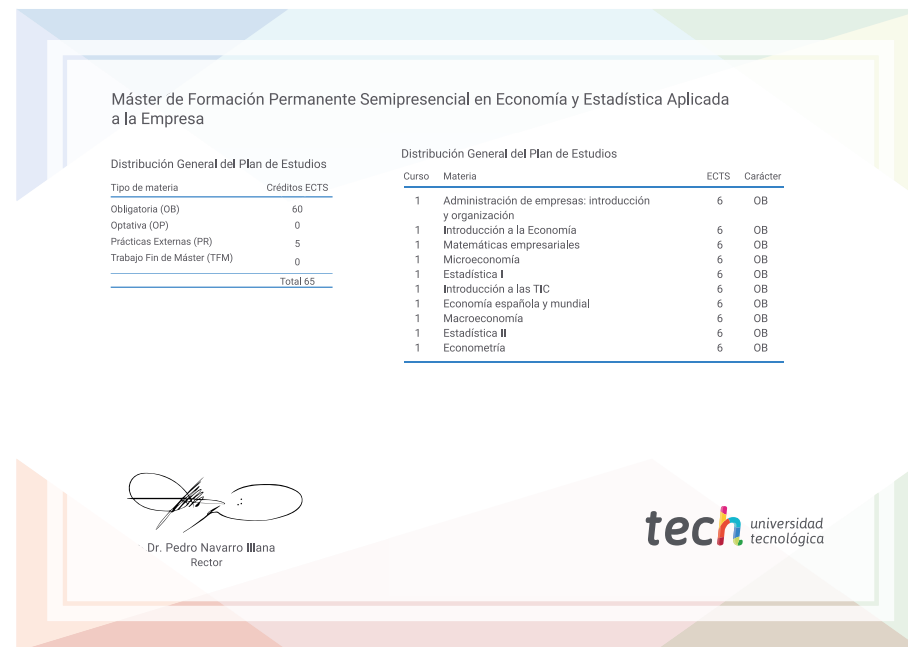 Máster de Formación Permanente Semipresencial en Economía y Estadística Aplicada
a la Empresa
Distribución General del Plan de Estudios
Tipo de materia Créditos ECTS
Obligatoria (OB) 60
Optativa (OP) 0
Prácticas Externas (PR) 5
Trabajo Fin de Máster (TFM) 0
Total 65
Distribución General del Plan de Estudios
Curso Materia ECTS Carácter
1 Administración de empresas: introducción 6 OB
y organización
1 Introducción a la Economía 6 OB
1 Matemáticas empresariales 6 OB
1 Microeconomía 6 OB
1 Estadística I 6 OB
1 Introducción a las TIC 6 OB
1 Economía española y mundial 6 OB
1 Macroeconomía 6 OB
1 Estadística II 6 OB
1 Econometría 6 OB
Dr. Pedro Navarro Illana
Rector
tech universidad
tecnológica